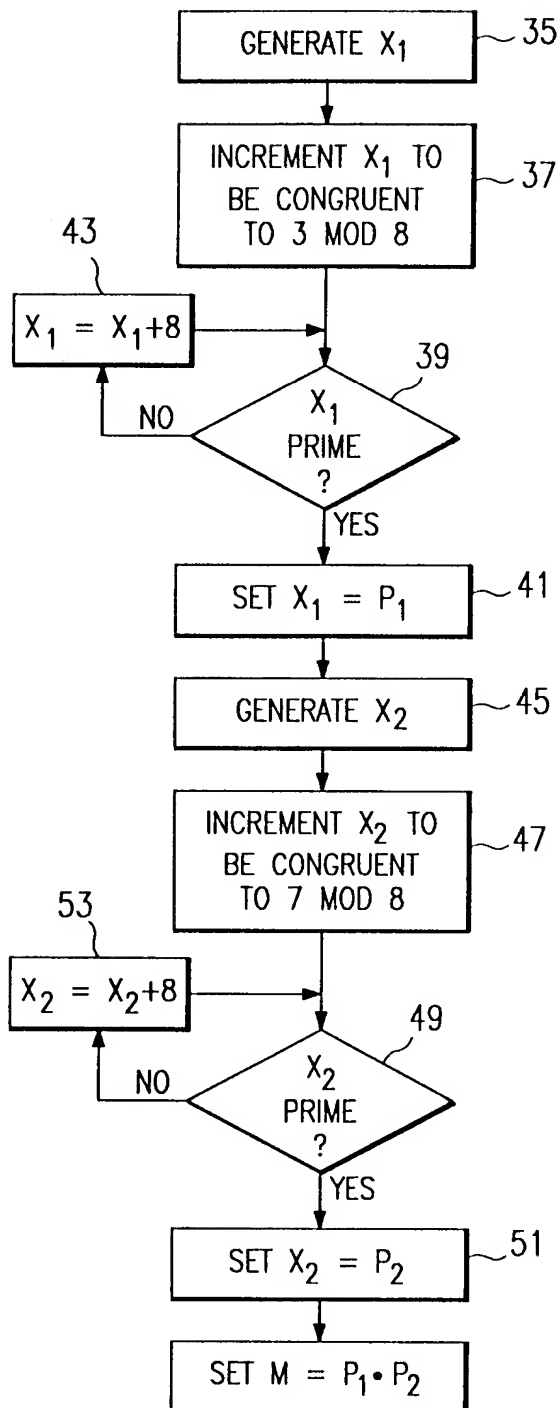 GENERATE X1
35
INCREMENT X1 TO
BE CONGRUENT
TO 3 MOD 8
37
43
X1 = X1+8
39
X1
PRIME
?
NO
YES
SET X1 = P1
41
GENERATE X2
45
INCREMENT X2 TO
BE CONGRUENT
TO 7 MOD 8
47
53
X2 = X2+8
49
X2
PRIME
?
NO
YES
SET X2 = P2
51
SET M = P1•P2